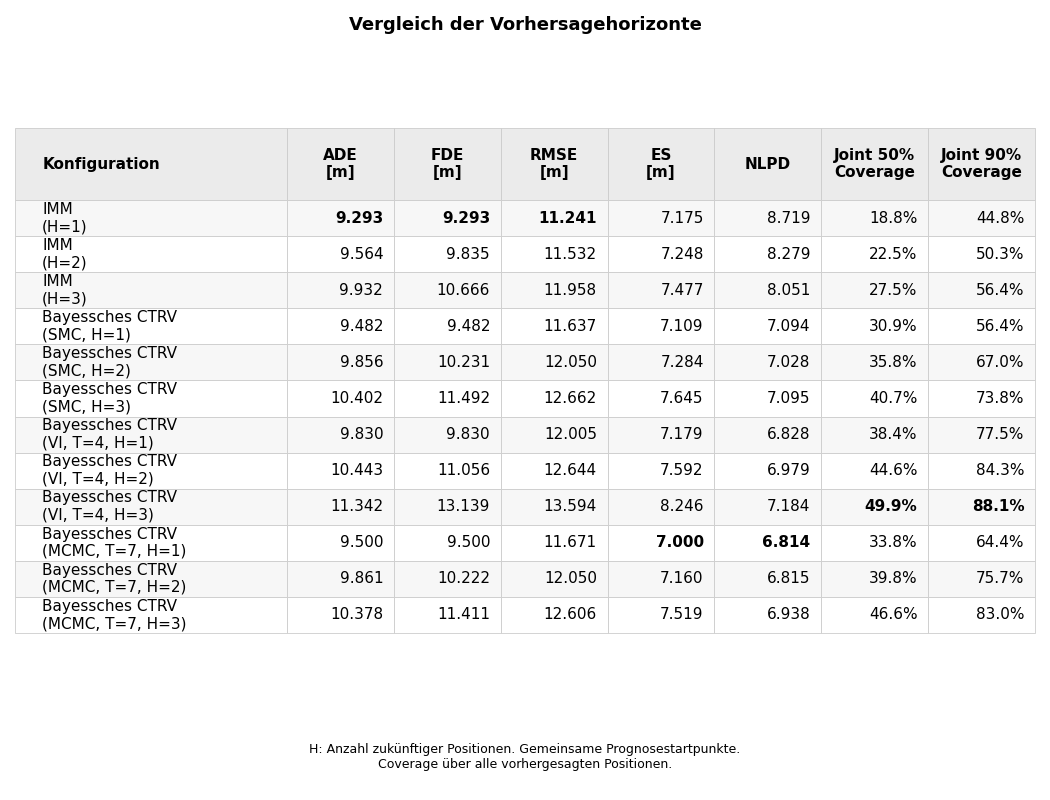 Vergleich der Vorhersagehorizonte
Konfiguration ADE [m] FDE [m] RMSE [m] ES [m] NLPD Joint 50% Coverage Joint 90% Coverage
IMM (H=1) 9.293 9.293 11.241 7.175 8.719 18.8% 44.8%
IMM (H=2) 9.564 9.835 11.532 7.248 8.279 22.5% 50.3%
IMM (H=3) 9.932 10.666 11.958 7.477 8.051 27.5% 56.4%
Bayessches CTRV (SMC, H=1) 9.482 9.482 11.637 7.109 7.094 30.9% 56.4%
Bayessches CTRV (SMC, H=2) 9.856 10.231 12.050 7.284 7.028 35.8% 67.0%
Bayessches CTRV (SMC, H=3) 10.402 11.492 12.662 7.645 7.095 40.7% 73.8%
Bayessches CTRV (VI, T=4, H=1) 9.830 9.830 12.005 7.179 6.828 38.4% 77.5%
Bayessches CTRV (VI, T=4, H=2) 10.443 11.056 12.644 7.592 6.979 44.6% 84.3%
Bayessches CTRV (VI, T=4, H=3) 11.342 13.139 13.594 8.246 7.184 49.9% 88.1%
Bayessches CTRV (MCMC, T=7, H=1) 9.500 9.500 11.671 7.000 6.814 33.8% 64.4%
Bayessches CTRV (MCMC, T=7, H=2) 9.861 10.222 12.050 7.160 6.815 39.8% 75.7%
Bayessches CTRV (MCMC, T=7, H=3) 10.378 11.411 12.606 7.519 6.938 46.6% 83.0%
H: Anzahl zukünftiger Positionen. Gemeinsame Prognosestartpunkte.
Coverage über alle vorhergesagten Positionen.